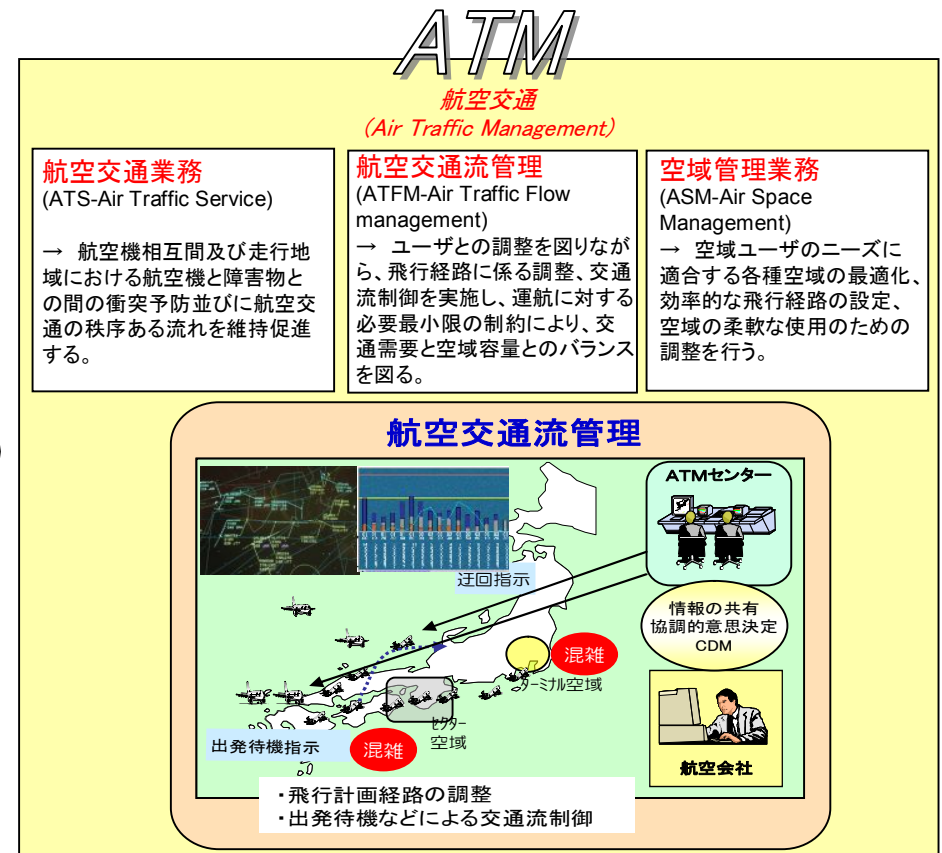 ATM
航空交通
(Air Traffic Management)
航空交通業務
(ATS-Air Traffic Service)
→ 航空機相互間及び走行地
域における航空機と障害物と
の間の衝突予防並びに航空交
通の秩序ある流れを維持促進
する。
航空交通流管理
(ATFM-Air Traffic Flow
management)
→ ユーザとの調整を図りなが
ら、飛行経路に係る調整、交通
流制御を実施し、運航に対する
必要最小限の制約により、交
通需要と空域容量とのバランス
を図る。
空域管理業務
(ASM-Air Space
Management)
→ 空域ユーザのニーズに
適合する各種空域の最適化、
効率的な飛行経路の設定、
空域の柔軟な使用のための
調整を行う。
航空交通流管理
ATMセンター
迂回指示
情報の共有
協調的意思決定
CDM
混雑
ターミナル空域
セクター
空域
出発待機指示
混雑
航空会社
・飛行計画経路の調整
・出発待機などによる交通流制御